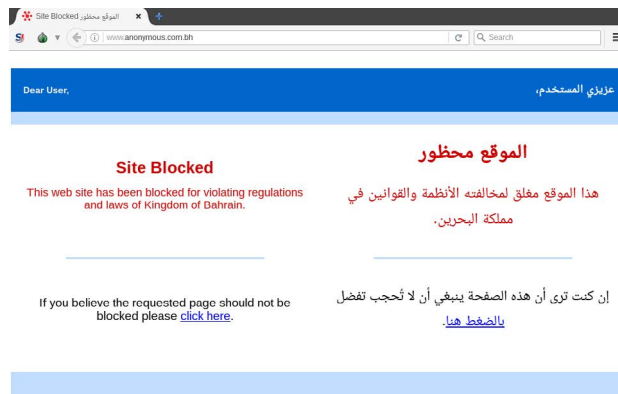 Site Blocked الموقع محظور
www.anonymous.com.bh
Search
Dear User,
عزيزي المستخدم،
Site Blocked
This web site has been blocked for violating regulations
and laws of Kingdom of Bahrain.
If you believe the requested page should not be
blocked please click here.
الموقع محظور
هذا الموقع مغلق لمخالفته الأنظمة والقوانين في
مملكة البحرين.
إن كنت ترى أن هذه الصفحة ينبغي أن لا تُحجب تفضل
بالضغط هنا.